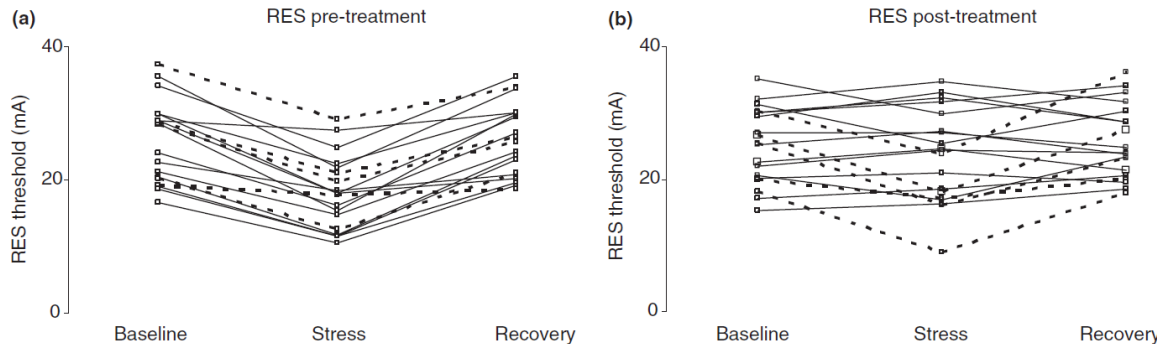 (a)
RES pre-treatment
RES threshold (mA)
40
20
0
Baseline Stress Recovery
(b)
RES post-treatment
RES threshold (mA)
40
20
0
Baseline Stress Recovery